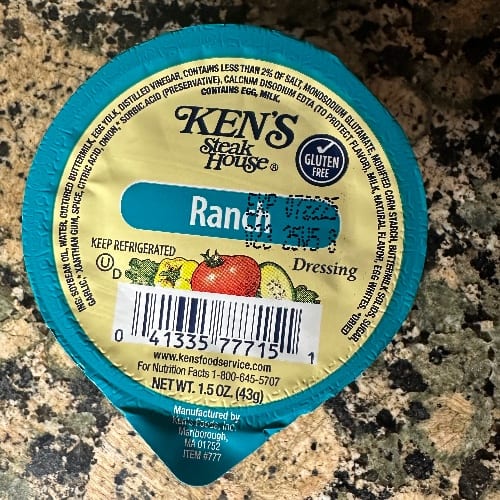 ING: SOYBEAN OIL, WATER, CULTURED BUTTERMILK, EGG YOLK, DISTILLED VINEGAR, CONTAINS LESS THAN 2% OF SALT, MONOSODIUM GLUTAMATE, MODIFIED CORN STARCH, BUTTERMILK SOLIDS, SUGAR,
GARLIC,* XANTHAN GUM, SPICE, CITRIC ACID, ONION,* SORBIC ACID (PRESERVATIVE), CALCIUM DISODIUM EDTA (TO PROTECT FLAVOR), MILK, NATURAL FLAVOR, EGG WHITES. *DRIED.
CONTAINS EGG, MILK.
KEN'S
Steak
House®
GLUTEN
FREE
Ranch
EXP 072225
25V5
KEEP REFRIGERATED
Dressing
U D
0 41335 77715 1
www.kensfoodservice.com
For Nutrition Facts 1-800-645-5707
NET WT. 1.5 OZ. (43g)
Manufactured by
Ken's Foods, Inc.
Marlborough,
MA 01752
ITEM #777